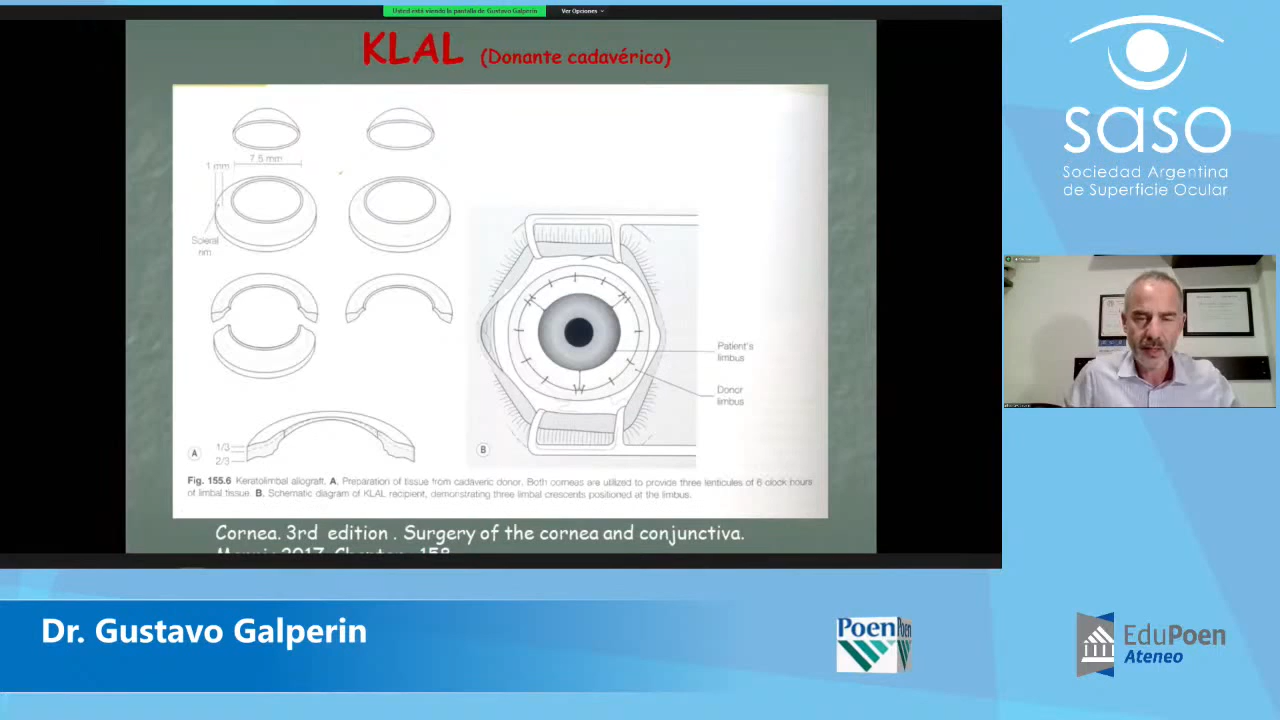 Usted está viendo la pantalla de Gustavo Galperin
Ver Opciones
KLAL (Donante cadavérico)
7.5 mm
1 mm
Scleral
rim
Patient's
limbus
Donor
limbus
A
1/3
2/3
B
Fig. 155.6 Keratolimbal allograft. A. Preparation of tissue from cadaveric donor. Both corneas are utilized to provide three lenticules of 6 clock hours
of limbal tissue. B. Schematic diagram of KLAL recipient, demonstrating three limbal crescents positioned at the limbus.
Cornea. 3rd edition . Surgery of the cornea and conjunctiva.
saso
Sociedad Argentina
de Superficie Ocular
Dr. Gustavo Galperin
Poen
Poen
EduPoen
Ateneo